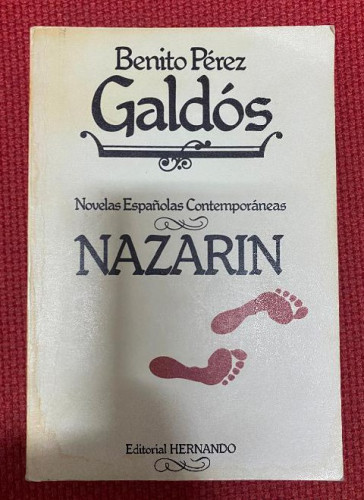 Benito Pérez
Galdós
Novelas Españolas Contemporáneas
NAZARIN
Editorial HERNANDO